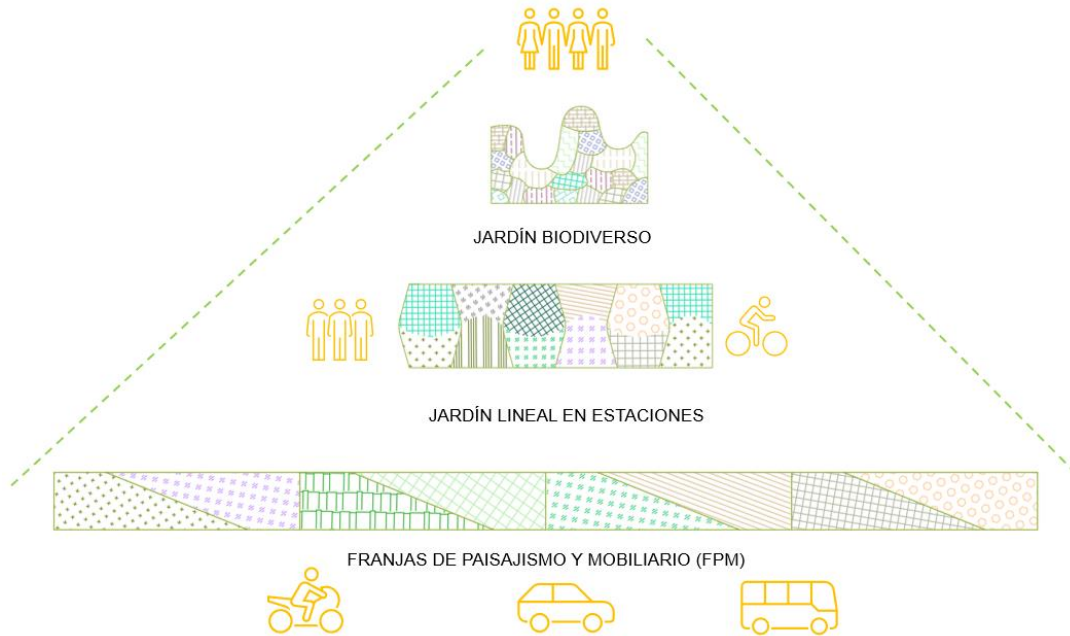 JARDÍN BIODIVERSO
JARDÍN LINEAL EN ESTACIONES
FRANJAS DE PAISAJISMO Y MOBILIARIO (FPM)